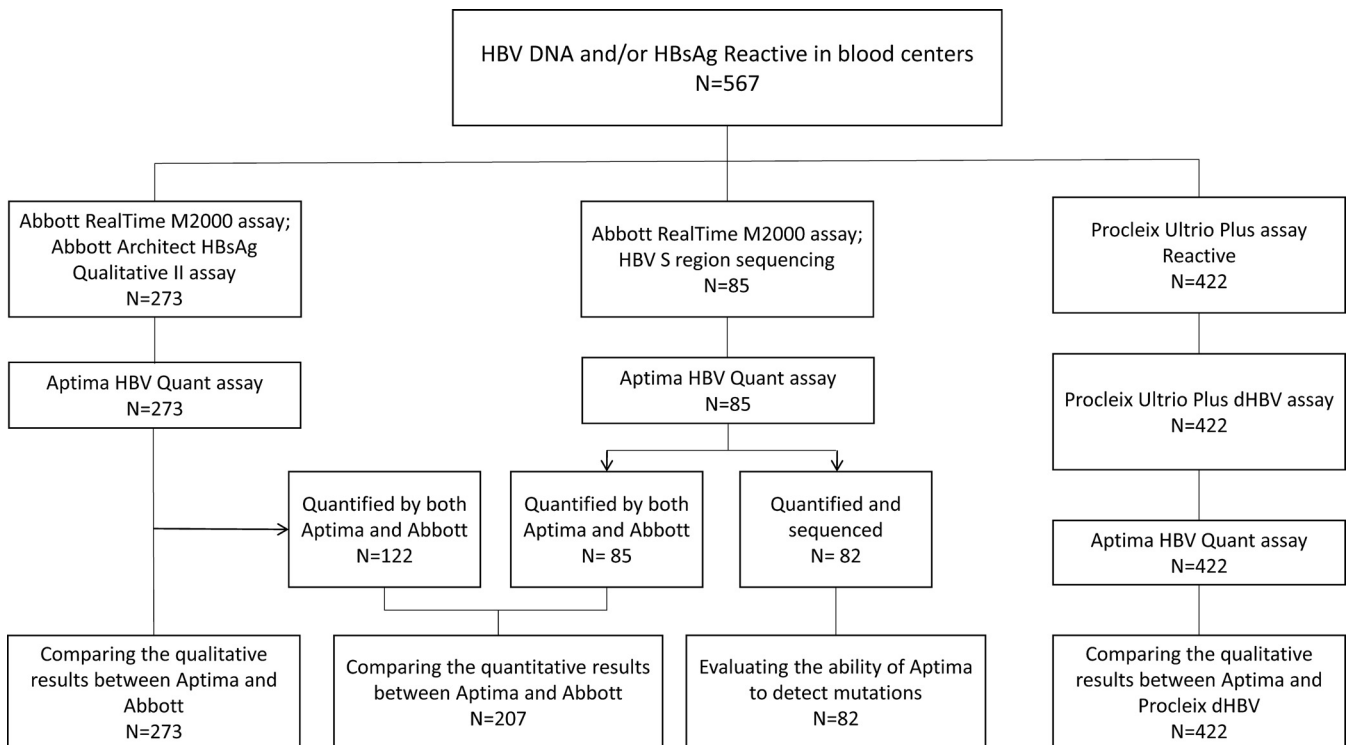 HBV DNA and/or HBsAg Reactive in blood centers
N=567
Abbott RealTime M2000 assay;
Abbott Architect HBsAg
Qualitative II assay
N=273
Abbott RealTime M2000 assay;
HBV S region sequencing
N=85
Procleix Ultrio Plus assay
Reactive
N=422
Aptima HBV Quant assay
N=273
Aptima HBV Quant assay
N=85
Procleix Ultrio Plus dHBV assay
N=422
Quantified by both
Aptima and Abbott
N=122
Quantified by both
Aptima and Abbott
N= 85
Quantified and
sequenced
N= 82
Aptima HBV Quant assay
N=422
Comparing the qualitative
results between Aptima and
Abbott
N=273
Comparing the quantitative results
between Aptima and Abbott
N=207
Evaluating the ability of Aptima
to detect mutations
N=82
Comparing the qualitative
results between Aptima and
Procleix dHBV
N=422